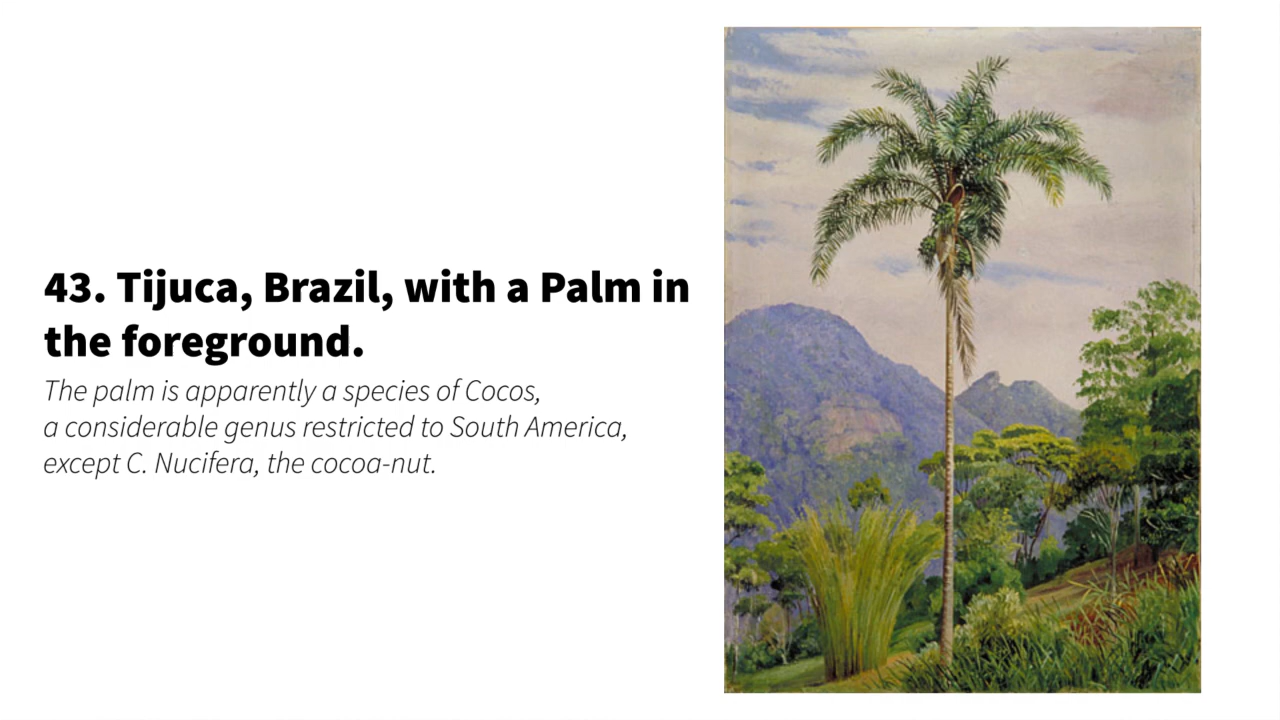 43. Tijuca, Brazil, with a Palm in
the foreground.
The palm is apparently a species of Cocos,
a considerable genus restricted to South America,
except C. Nucifera, the cocoa-nut.